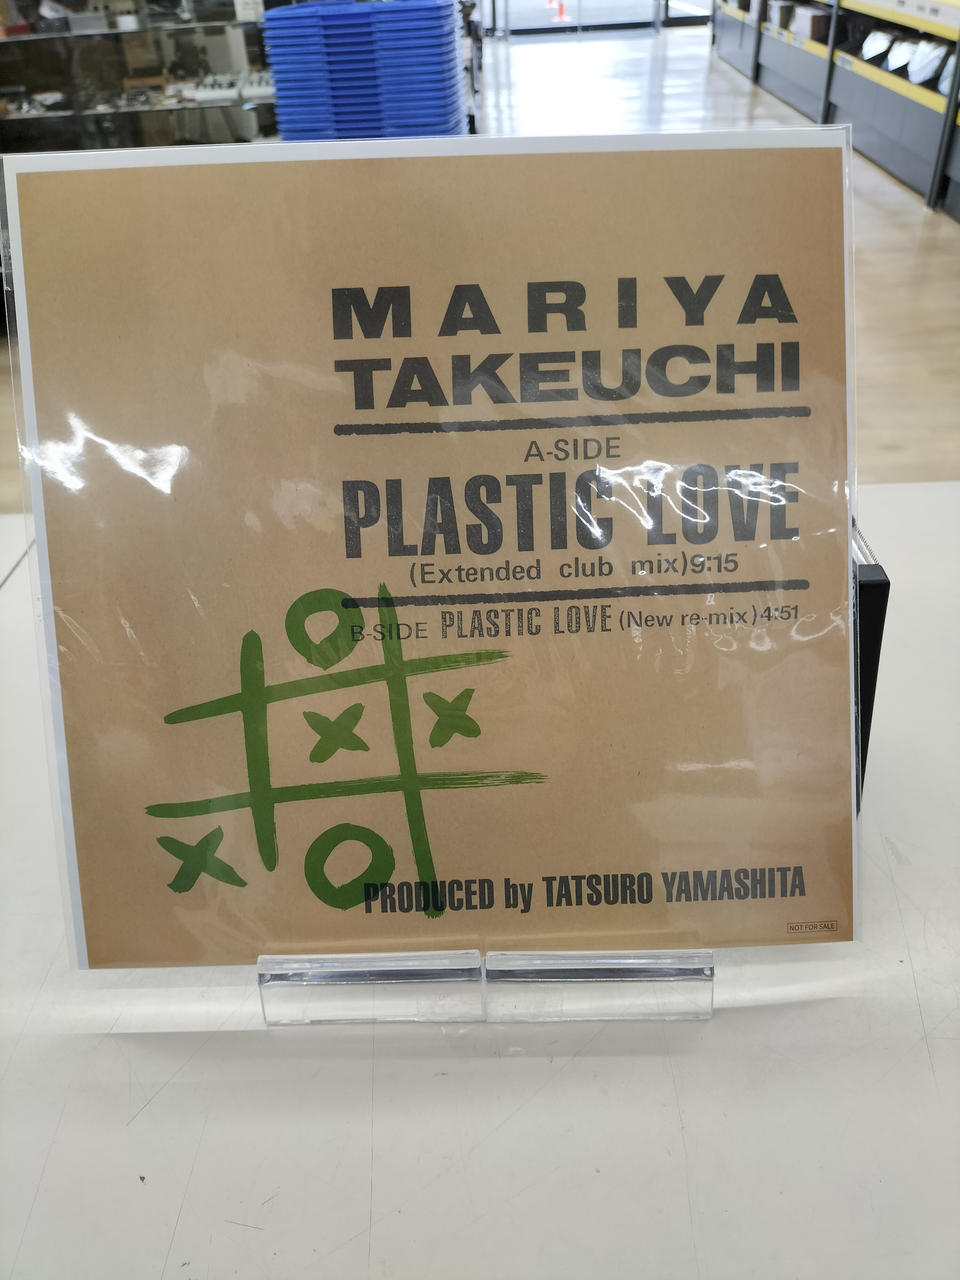 MARIYA
TAKEUCHI
A-SIDE
PLASTIC LOVE
(Extended club mix)9:15
B-SIDE PLASTIC LOVE (New re-mix) 4:51
PRODUCED by TATSURO YAMASHITA
NOT FOR SALE